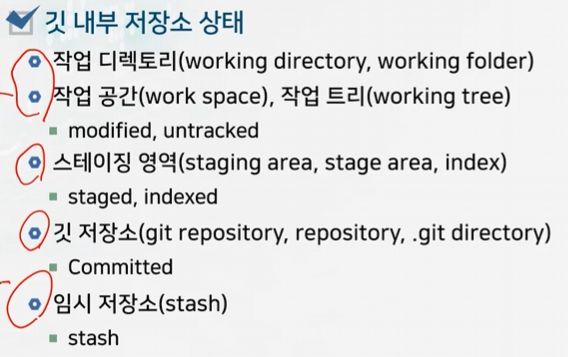 깃 내부 저장소 상태
작업 디렉토리(working directory, working folder)
작업 공간(work space), 작업 트리(working tree)
modified, untracked
스테이징 영역(staging area, stage area, index)
staged, indexed
깃 저장소(git repository, repository, .git directory)
Committed
임시 저장소(stash)
stash